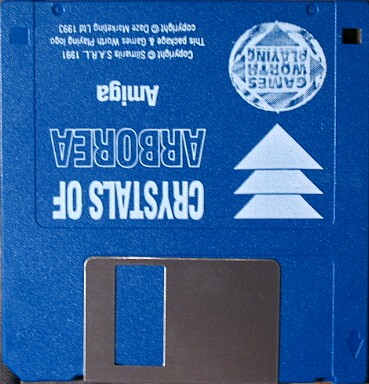 CRYSTALS OF
ARBOREA
Amiga
GAMES
WORTH
PLAYING
Copyright © Silmarils S.A.R.L. 1991
This package & Games Worth Playing logo
copyright © Daze Marketing Ltd 1993